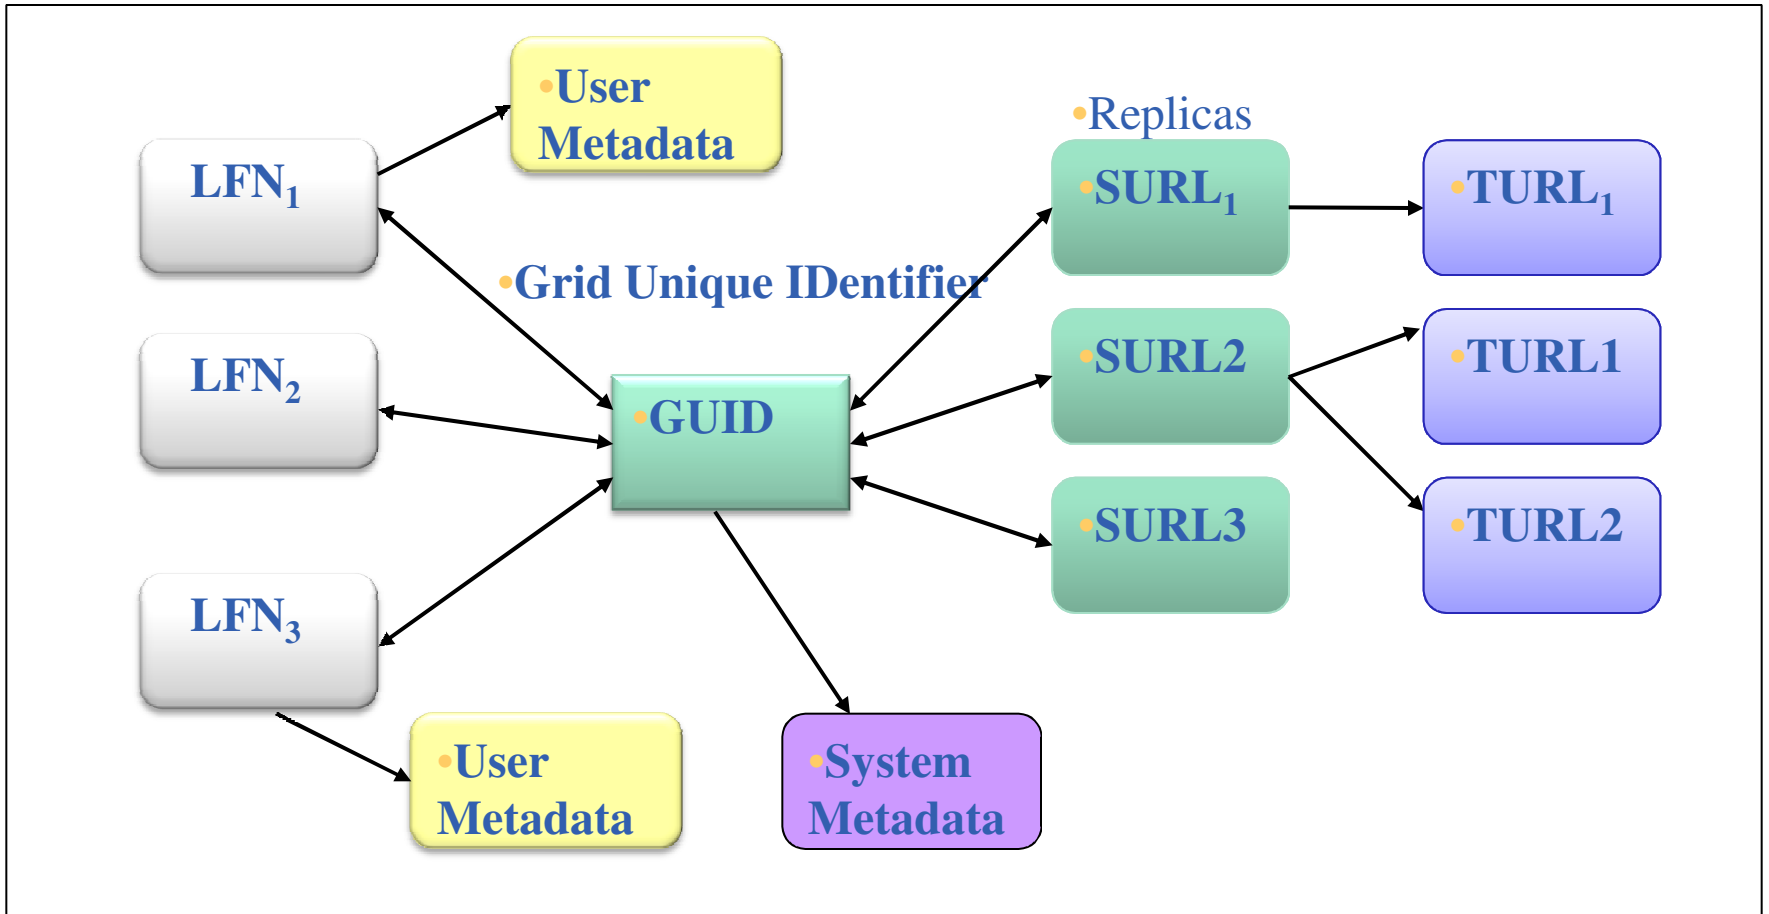 •User
Metadata
•Replicas
LFN₁
•SURL₁
•TURL₁
•Grid Unique IDentifier
LFN₂
•SURL2
•TURL1
•GUID
•SURL3
•TURL2
LFN₃
•User
Metadata
•System
Metadata